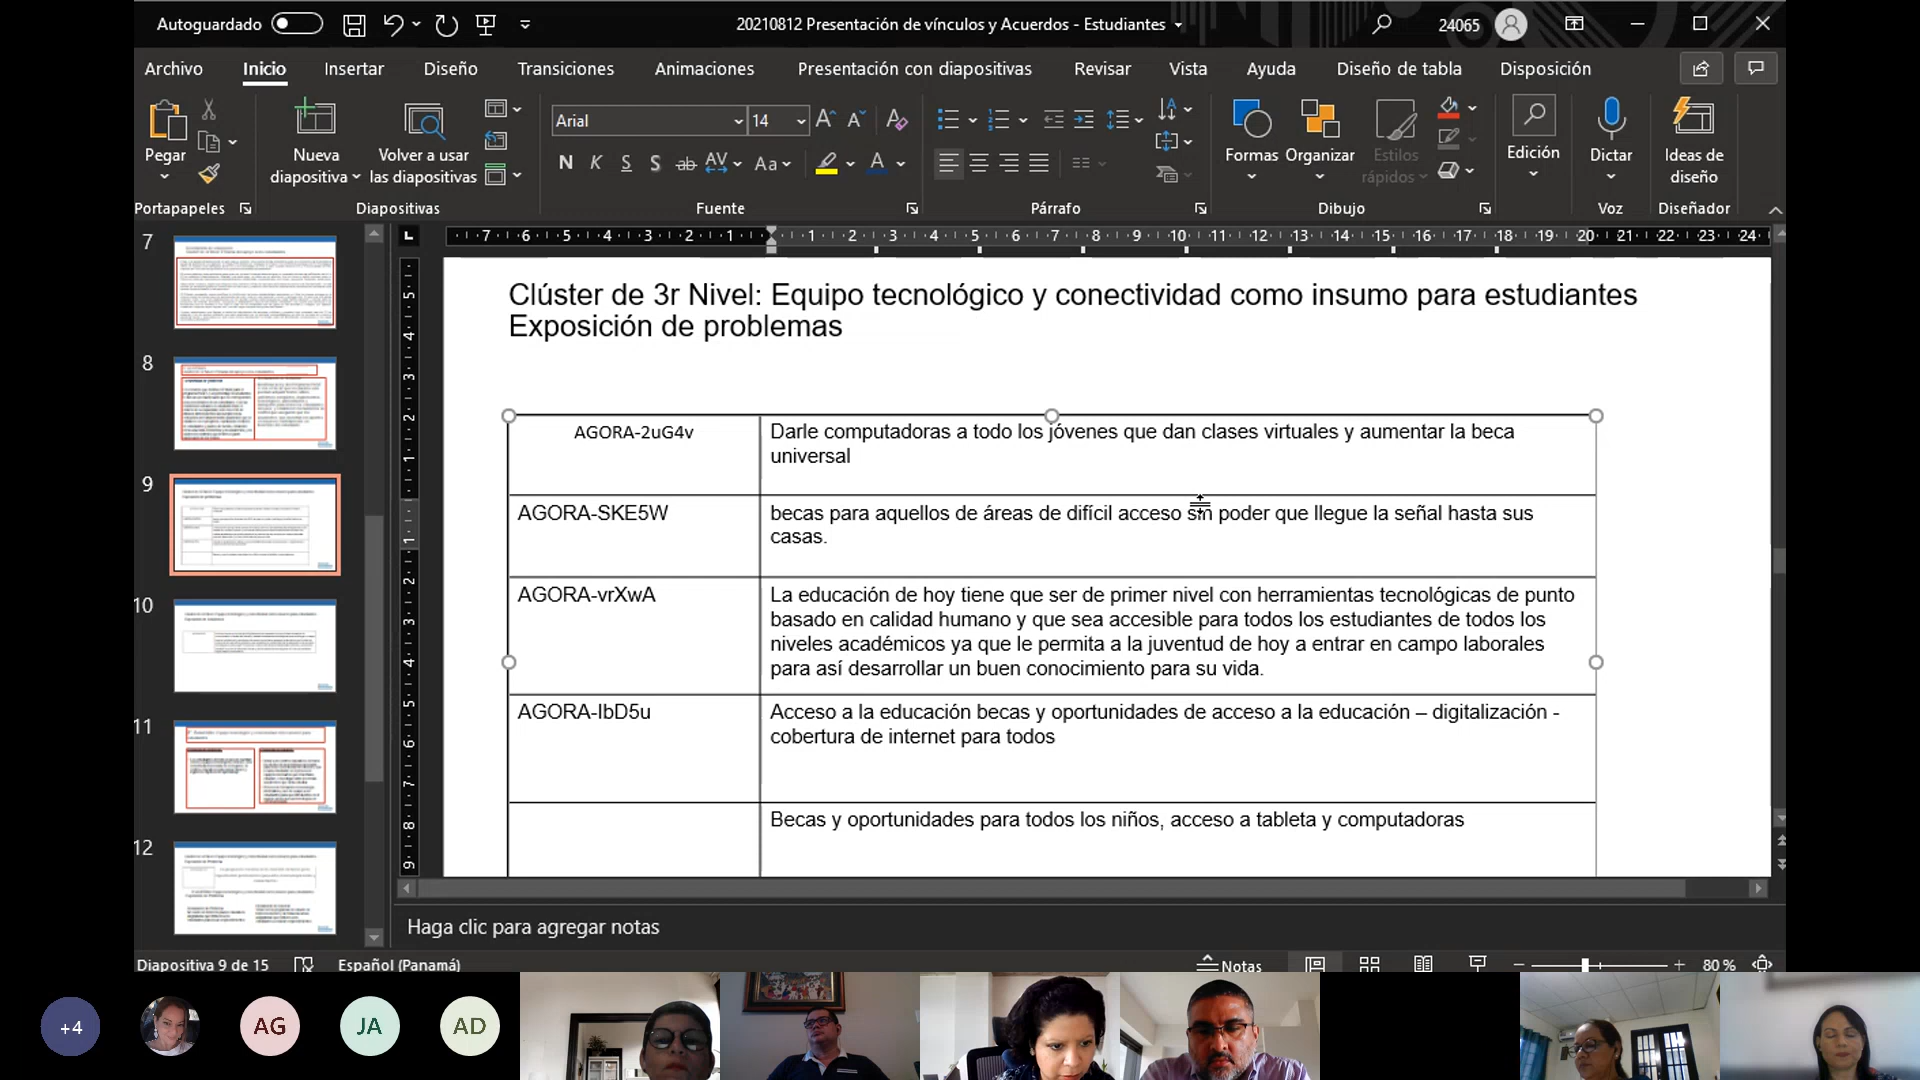 Autoguardado
20210812 Presentación de vínculos y Acuerdos - Estudiantes
24065
Archivo Inicio Insertar Diseño Transiciones Animaciones Presentación con diapositivas Revisar Vista Ayuda Diseño de tabla Disposición
Pegar
Nueva diapositiva
Volver a usar las diapositivas
Arial 14
N K S S ab AV Aa A
Formas Organizar Estilos rápidos
Edición
Dictar
Ideas de diseño
Portapapeles Diapositivas Fuente Párrafo Dibujo Voz Diseñador
7
8
9
10
11
12
Clúster de 3r Nivel: Equipo tecnológico y conectividad como insumo para estudiantes
Exposición de problemas
AGORA-2uG4v
Darle computadoras a todo los jóvenes que dan clases virtuales y aumentar la beca
universal
AGORA-SKE5W
becas para aquellos de áreas de difícil acceso sin poder que llegue la señal hasta sus
casas.
AGORA-vrXwA
La educación de hoy tiene que ser de primer nivel con herramientas tecnológicas de punto
basado en calidad humano y que sea accesible para todos los estudiantes de todos los
niveles académicos ya que le permita a la juventud de hoy a entrar en campo laborales
para así desarrollar un buen conocimiento para su vida.
AGORA-IbD5u
Acceso a la educación becas y oportunidades de acceso a la educación – digitalización -
cobertura de internet para todos
Becas y oportunidades para todos los niños, acceso a tableta y computadoras
Haga clic para agregar notas
Diapositiva 9 de 15 Español (Panamá) Notas 80 %
+4 AG JA AD